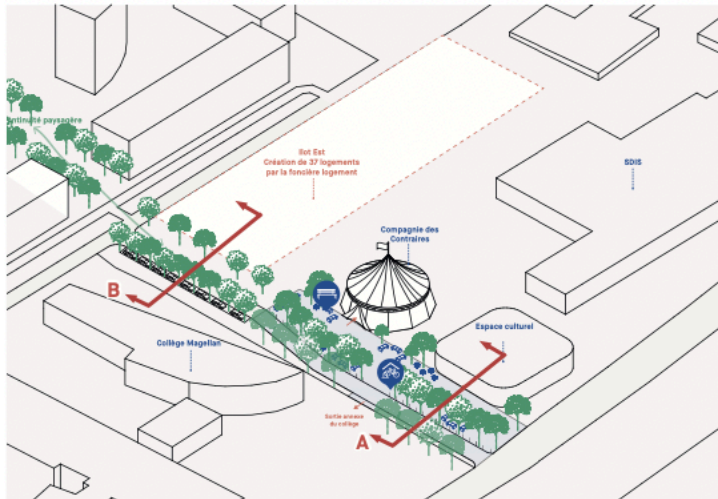 ntinuité paysagère
Ilot Est
Création de 37 logements
par la foncière logement
SDIS
Compagnie des
Contraires
B
Collège Magellan
Espace culturel
Sortie annexe
du collège
A